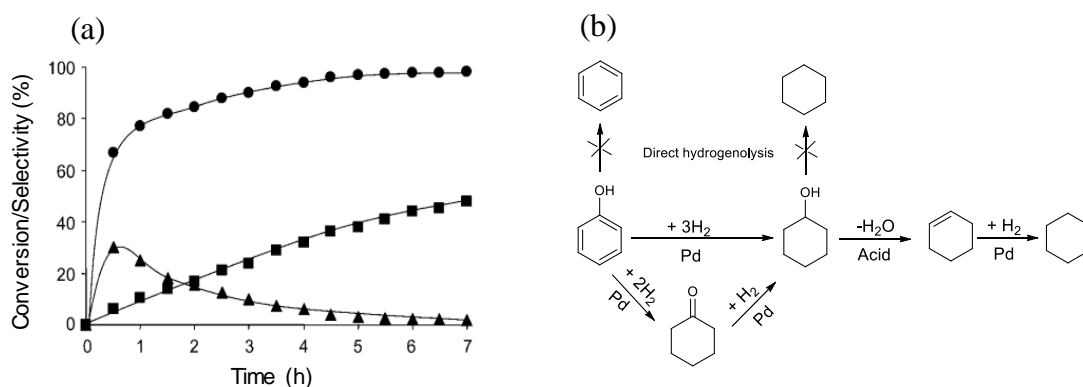 (a)
Conversion/Selectivity (%)
100
80
60
40
20
0
0 1 2 3 4 5 6 7
Time (h)
(b)
Direct hydrogenolysis
OH
OH
+ 3H2
Pd
-H2O
Acid
+ H2
Pd
+ 2H2
Pd
O
+ H2
Pd